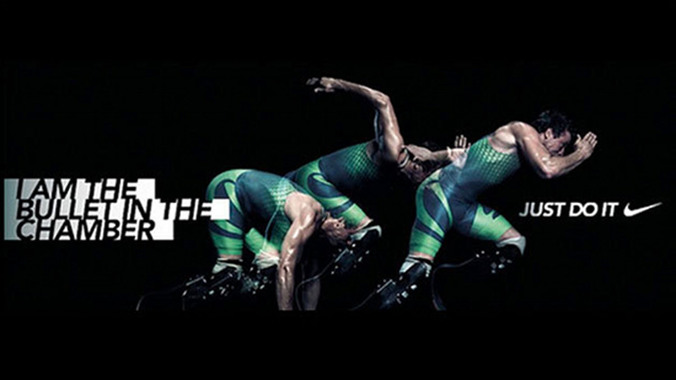 I AM THE
BULLET IN THE
CHAMBER
JUST DO IT